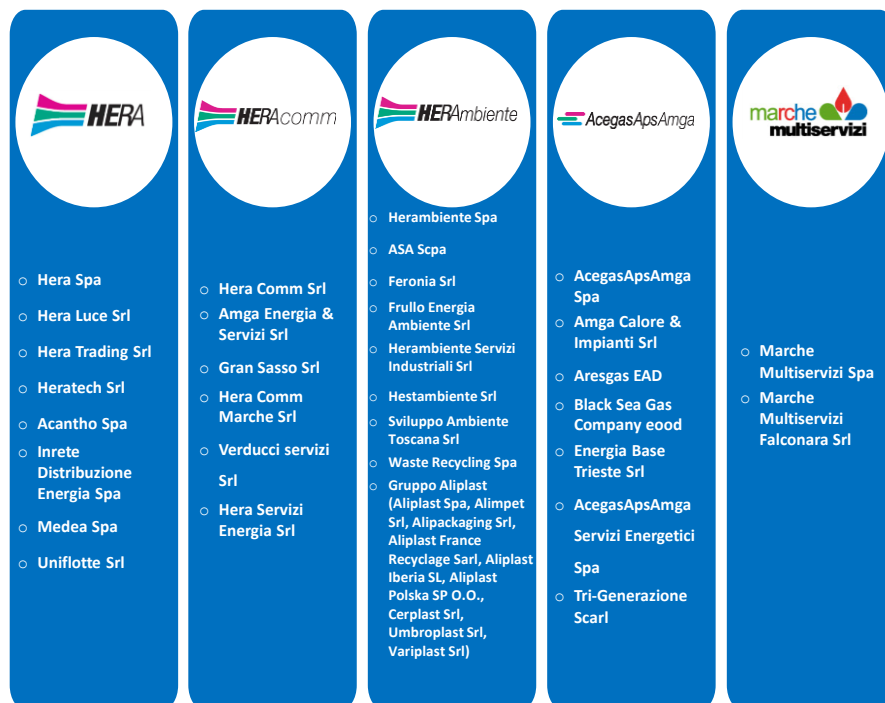 HERA
○ Hera Spa
○ Hera Luce Srl
○ Hera Trading Srl
○ Heratech Srl
○ Acantho Spa
○ Inrete
Distribuzione
Energia Spa
○ Medea Spa
○ Uniflotte Srl
HERAcomm
○ Hera Comm Srl
○ Amga Energia &
Servizi Srl
○ Gran Sasso Srl
○ Hera Comm
Marche Srl
○ Verducci servizi
Srl
○ Hera Servizi
Energia Srl
HERAmbiente
○ Herambiente Spa
○ ASA Scpa
○ Feronia Srl
○ Frullo Energia
Ambiente Srl
○ Herambiente Servizi
Industriali Srl
○ Hestambiente Srl
○ Sviluppo Ambiente
Toscana Srl
○ Waste Recycling Spa
○ Gruppo Aliplast
(Aliplast Spa, Alimpet
Srl, Alipackaging Srl,
Aliplast France
Recyclage Sarl, Aliplast
Iberia SL, Aliplast
Polska SP O.O.,
Cerplast Srl,
Umbroplast Srl,
Variplast Srl)
AcegasApsAmga
○ AcegasApsAmga
Spa
○ Amga Calore &
Impianti Srl
○ Aresgas EAD
○ Black Sea Gas
Company eood
○ Energia Base
Trieste Srl
○ AcegasApsAmga
Servizi Energetici
Spa
○ Tri-Generazione
Scarl
marche
multiservizi
○ Marche
Multiservizi Spa
○ Marche
Multiservizi
Falconara Srl